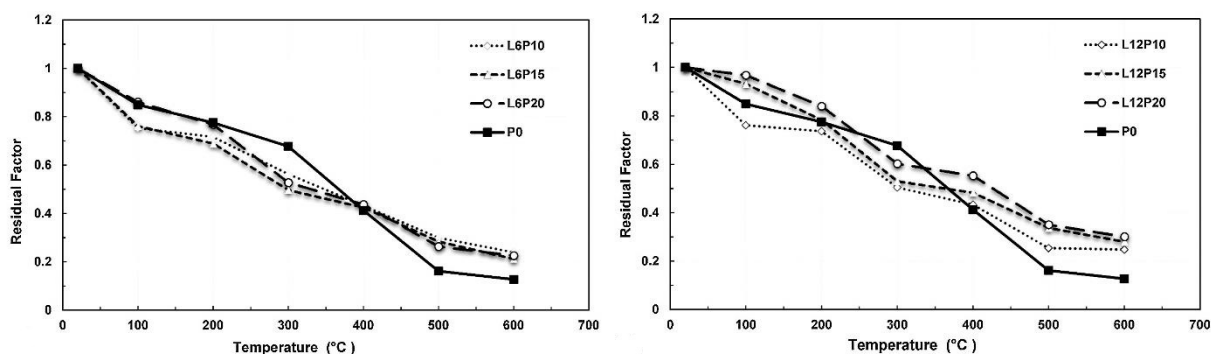 1.2
1
0.8
0.6
0.4
0.2
0
Residual Factor
0 100 200 300 400 500 600 700
Temperature (°C)
L6P10
L6P15
L6P20
P0
1.2
1
0.8
0.6
0.4
0.2
0
Residual Factor
0 100 200 300 400 500 600 700
Temperature (°C)
L12P10
L12P15
L12P20
P0